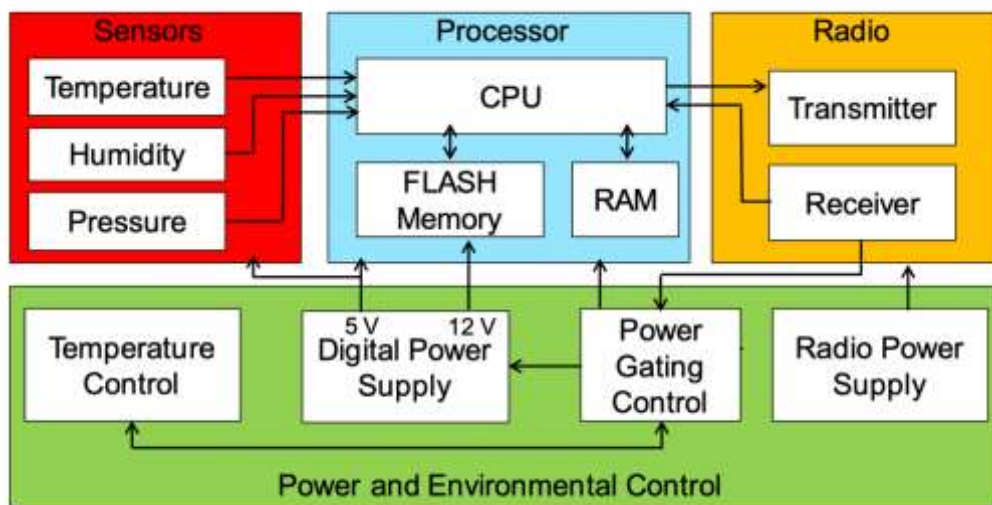 Sensors
Temperature
Humidity
Pressure
Processor
CPU
FLASH
Memory
RAM
Radio
Transmitter
Receiver
Temperature
Control
5 V 12 V
Digital Power
Supply
Power
Gating
Control
Radio Power
Supply
Power and Environmental Control